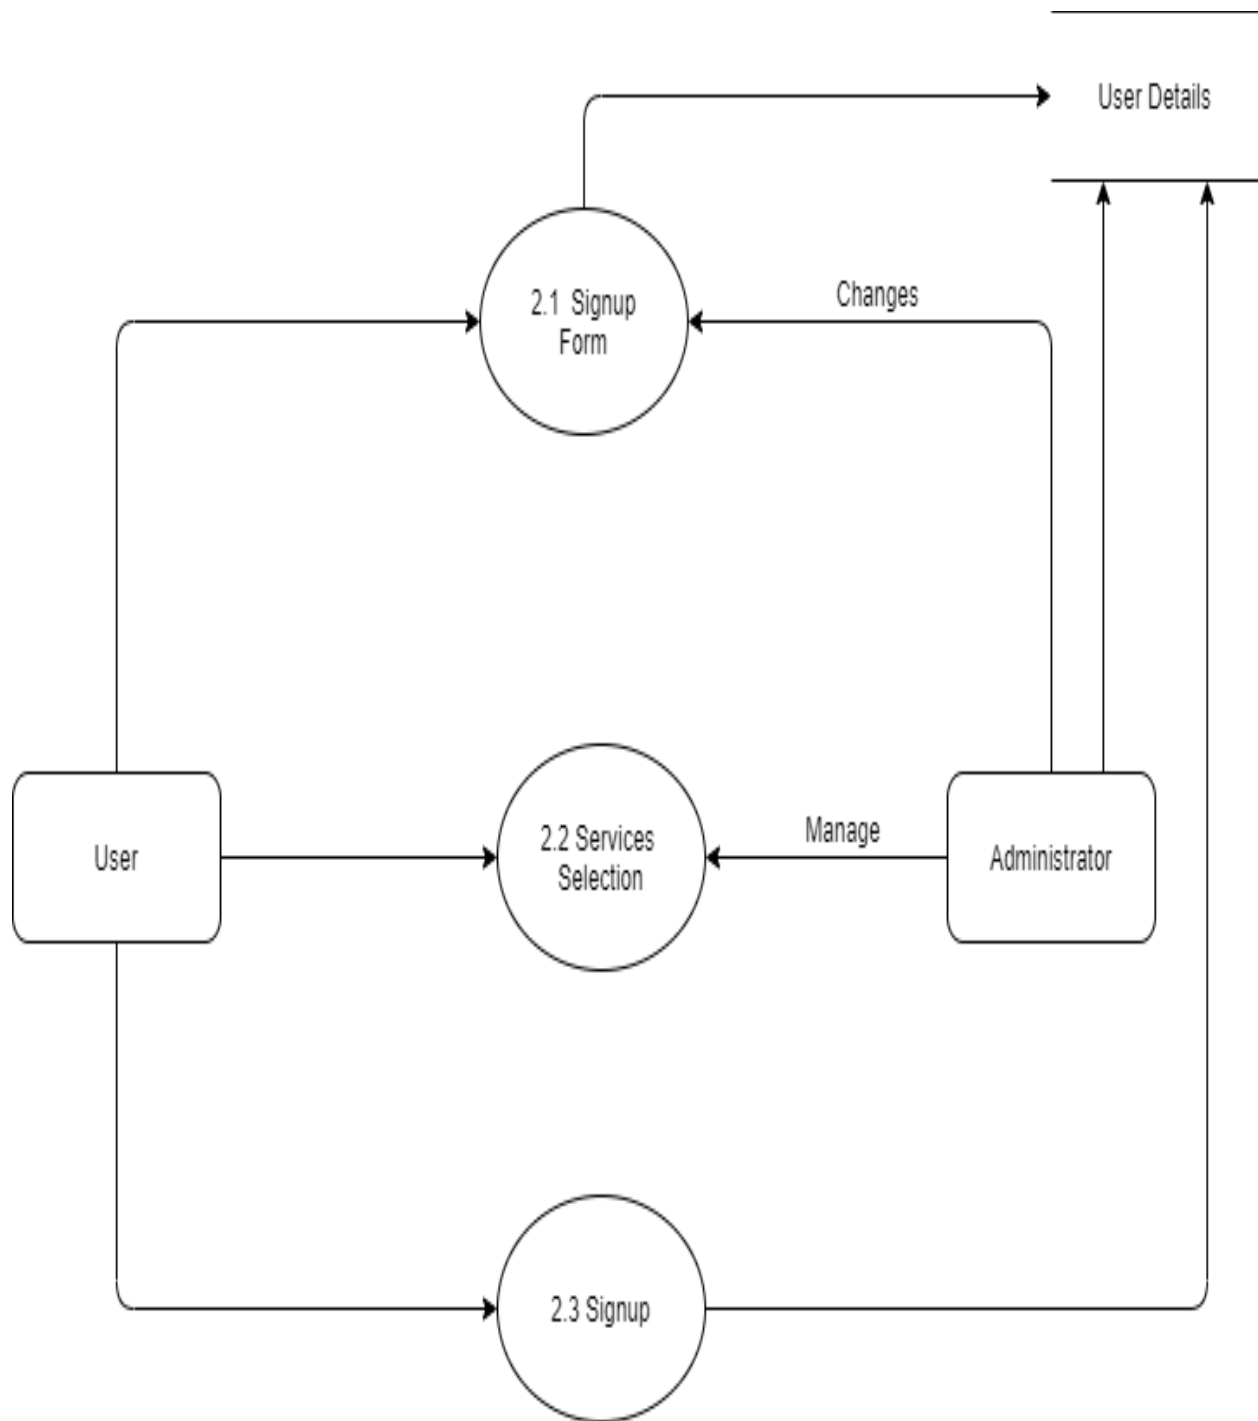 User Details
2.1 Signup
Form
Changes
User
2.2 Services
Selection
Manage
Administrator
2.3 Signup